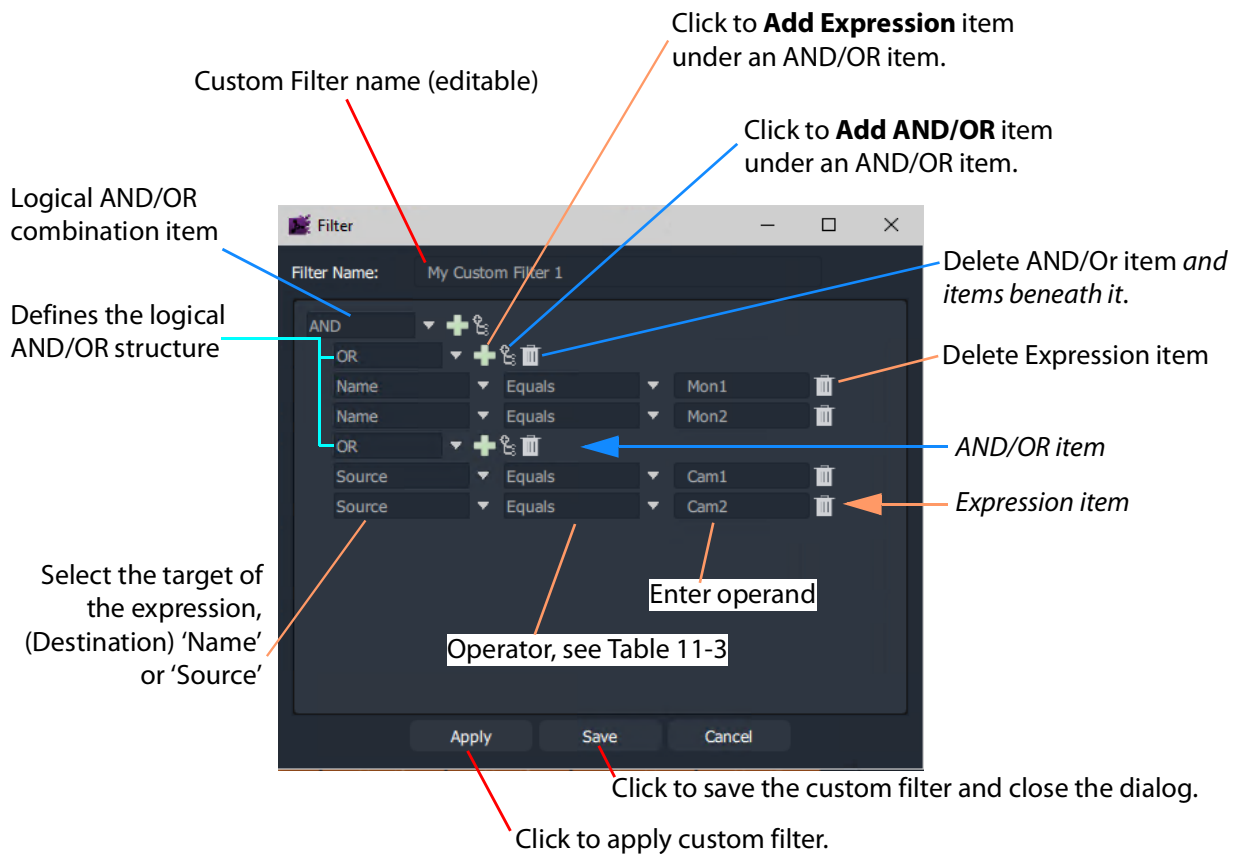 Click to Add Expression item
under an AND/OR item.
Custom Filter name (editable)
Click to Add AND/OR item
under an AND/OR item.
Logical AND/OR
combination item
Filter
Filter Name: My Custom Filter 1
Delete AND/Or item and
items beneath it.
Defines the logical
AND/OR structure
AND
OR
Delete Expression item
Name Equals Mon1
Name Equals Mon2
OR
AND/OR item
Source Equals Cam1
Source Equals Cam2
Expression item
Select the target of
the expression,
(Destination) ‘Name’
or ‘Source’
Enter operand
Operator, see Table 11-3
Apply Save Cancel
Click to save the custom filter and close the dialog.
Click to apply custom filter.